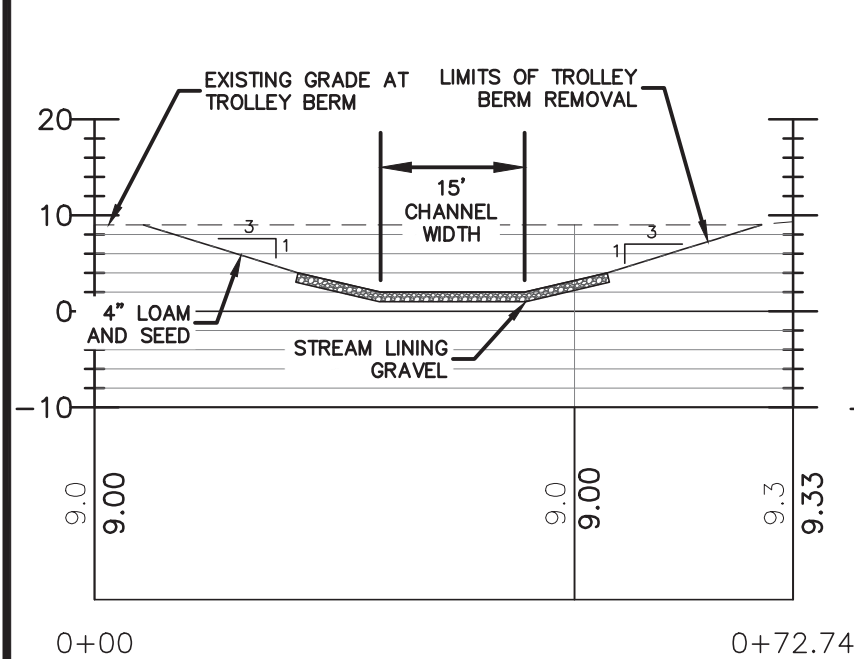 EXISTING GRADE AT
TROLLEY BERM
LIMITS OF TROLLEY
BERM REMOVAL
20
15'
CHANNEL
WIDTH
10
3
1
1
3
0
4" LOAM
AND SEED
STREAM LINING
GRAVEL
-10
9.0
9.00
9.0
9.00
9.3
9.33
0+00
0+72.74